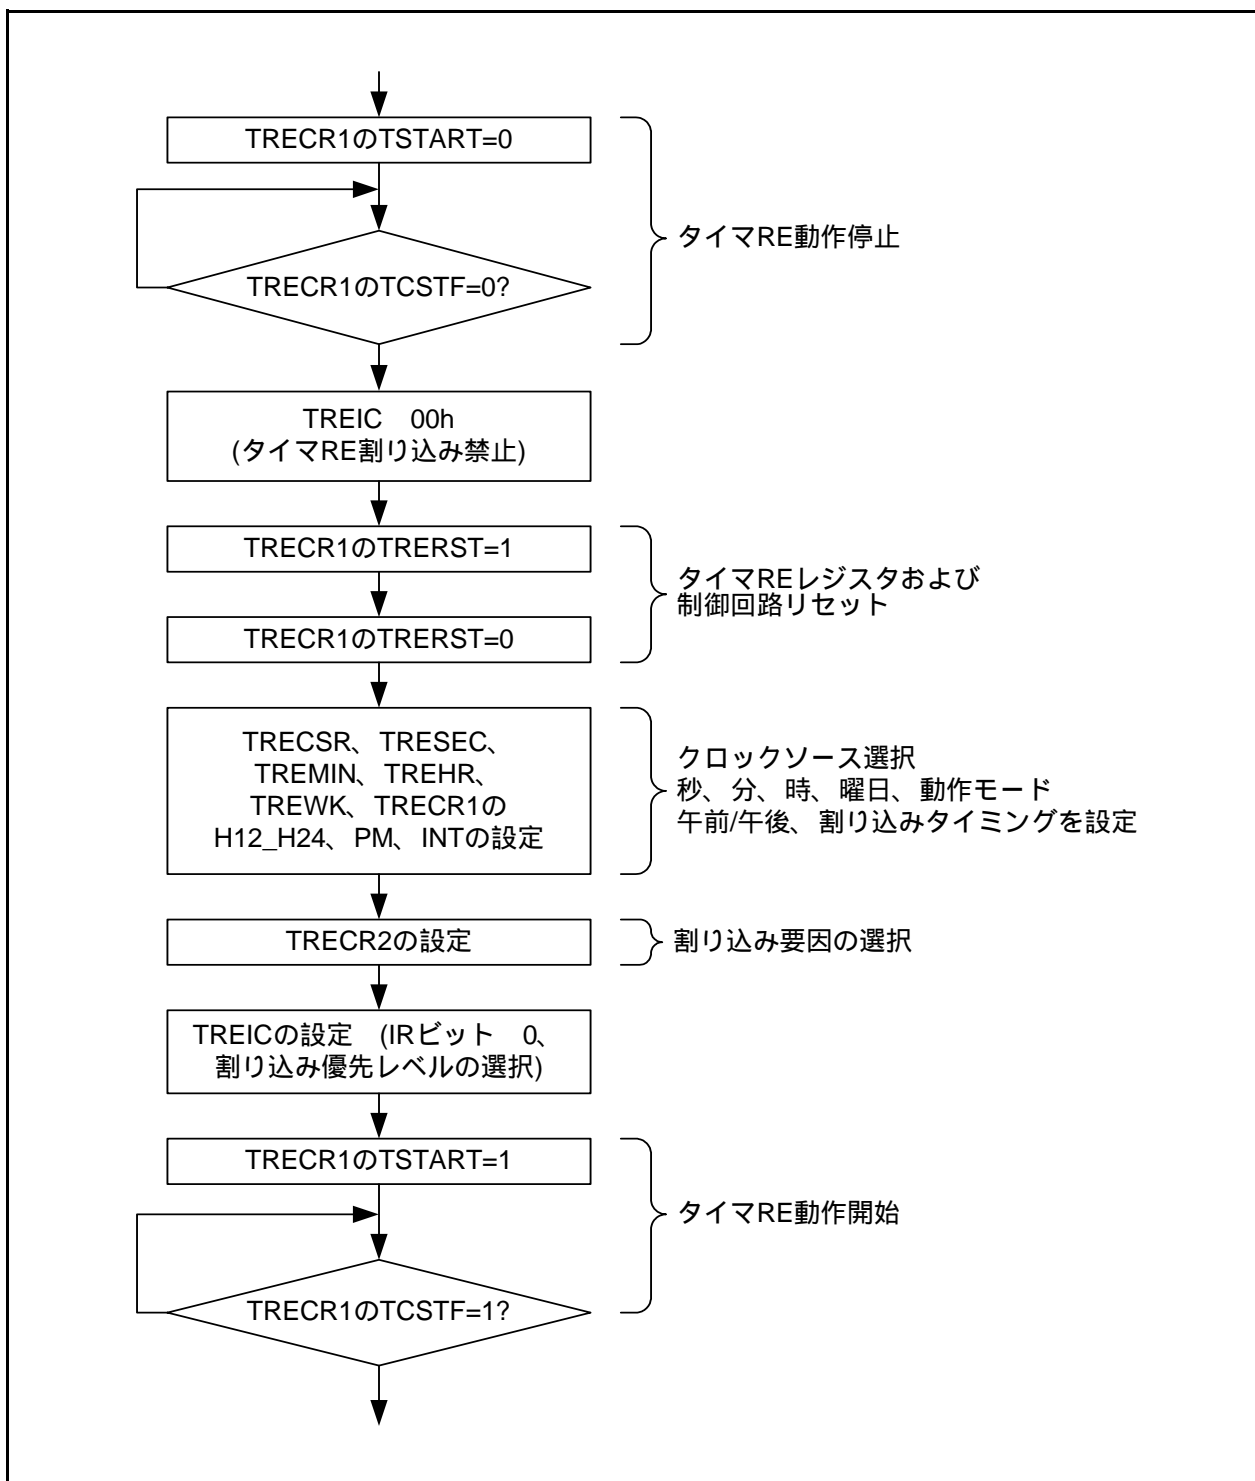 TRECR1のTSTART=0
TRECR1のTCSTF=0?
タイマRE動作停止
TREIC 00h
(タイマRE割り込み禁止)
TRECR1のTRERST=1
TRECR1のTRERST=0
タイマREレジスタおよび
制御回路リセット
TRECSR、TRESEC、
TREMIN、TREHR、
TREWK、TRECR1の
H12_H24、PM、INTの設定
クロックソース選択
秒、分、時、曜日、動作モード
午前/午後、割り込みタイミングを設定
TRECR2の設定
割り込み要因の選択
TREICの設定 (IRビット 0、
割り込み優先レベルの選択)
TRECR1のTSTART=1
TRECR1のTCSTF=1?
タイマRE動作開始